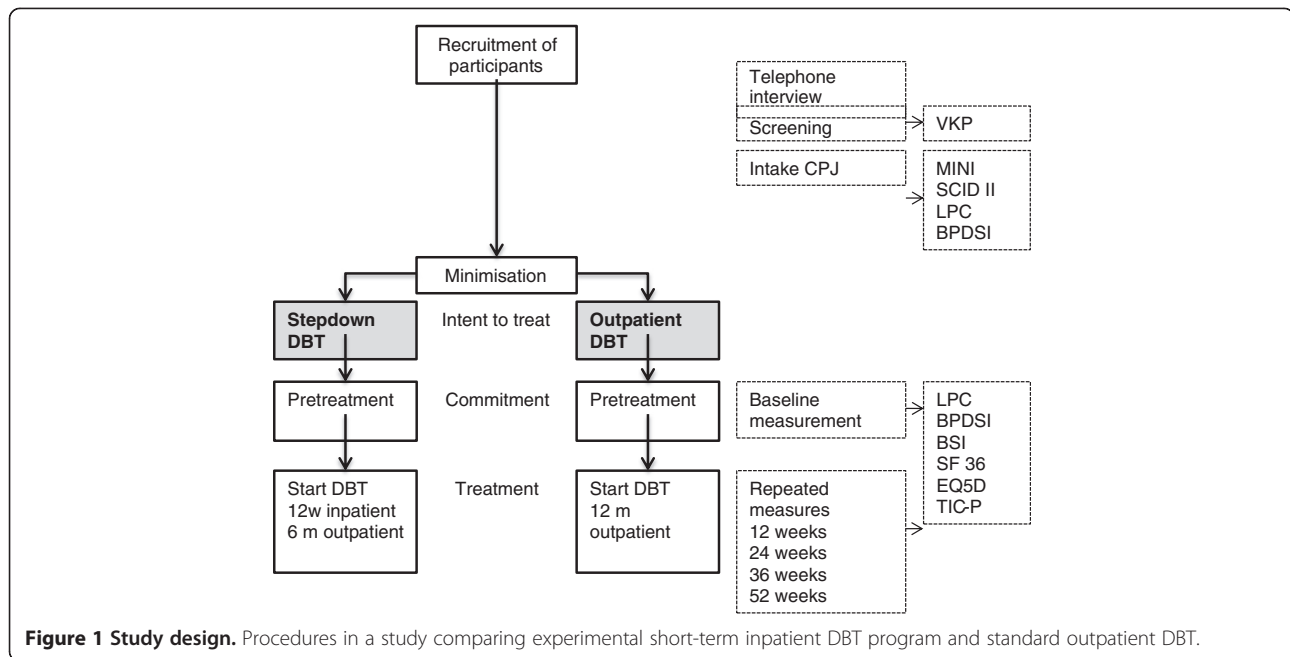 Recruitment of
participants
Telephone
interview
Screening
VKP
Intake CPJ
MINI
SCID II
LPC
BPDSI
Minimisation
Stepdown
DBT
Intent to treat
Outpatient
DBT
Pretreatment
Commitment
Pretreatment
Baseline
measurement
LPC
BPDSI
BSI
SF 36
EQ5D
TIC-P
Start DBT
12w inpatient
6 m outpatient
Treatment
Start DBT
12 m
outpatient
Repeated
measures
12 weeks
24 weeks
36 weeks
52 weeks
Figure 1 Study design. Procedures in a study comparing experimental short-term inpatient DBT program and standard outpatient DBT.